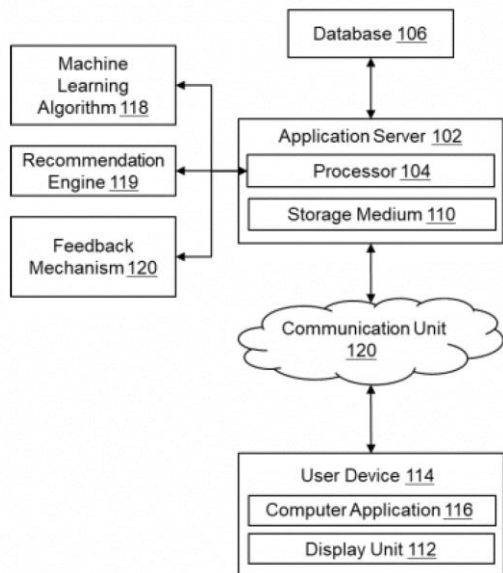 Database 106
Machine
Learning
Algorithm 118
Application Server 102
Processor 104
Recommendation
Engine 119
Storage Medium 110
Feedback
Mechanism 120
Communication Unit
120
User Device 114
Computer Application 116
Display Unit 112